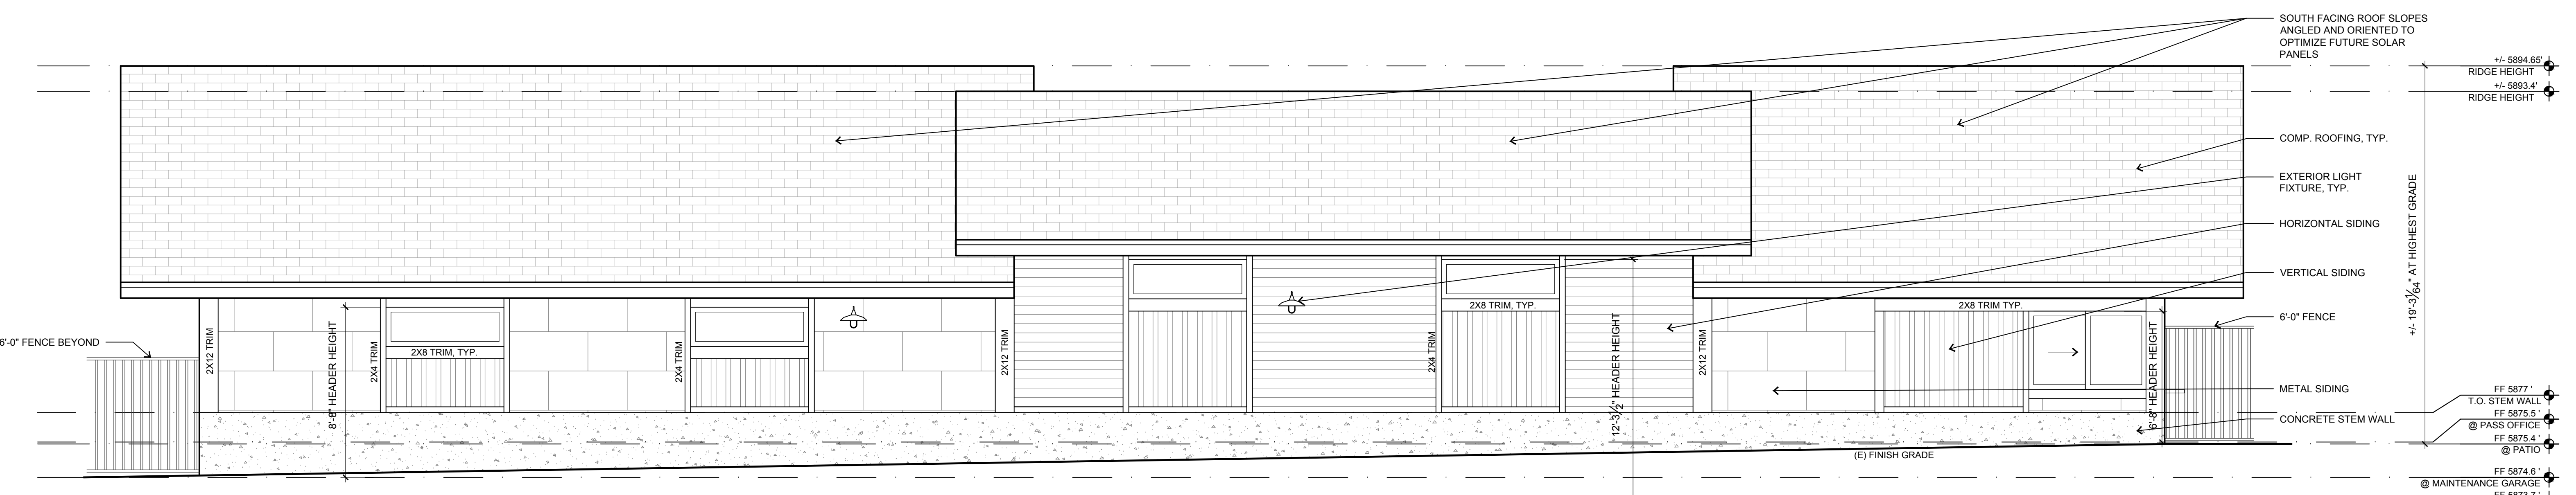 SOUTH FACING ROOF SLOPES
ANGLED AND ORIENTED TO
OPTIMIZE FUTURE SOLAR
PANELS
+/- 5894.65'
RIDGE HEIGHT
+/- 5893.4'
RIDGE HEIGHT
COMP. ROOFING, TYP.
EXTERIOR LIGHT
FIXTURE, TYP.
HORIZONTAL SIDING
VERTICAL SIDING
6'-0" FENCE
METAL SIDING
CONCRETE STEM WALL
+/- 19'-3 1/64" AT HIGHEST GRADE
6'-0" FENCE BEYOND
2X12 TRIM
8'-8" HEADER HEIGHT
2X4 TRIM
2X8 TRIM, TYP.
2X4 TRIM
2X12 TRIM
2X4 TRIM
2X8 TRIM, TYP.
12'-3 1/2" HEADER HEIGHT
2X12 TRIM
2X8 TRIM TYP.
6'-8" HEADER HEIGHT
(E) FINISH GRADE
FF 5877 '
T.O. STEM WALL
FF 5875.5 '
@ PASS OFFICE
FF 5875.4 '
@ PATIO
FF 5874.6 '
@ MAINTENANCE GARAGE
FF 5873.7 '